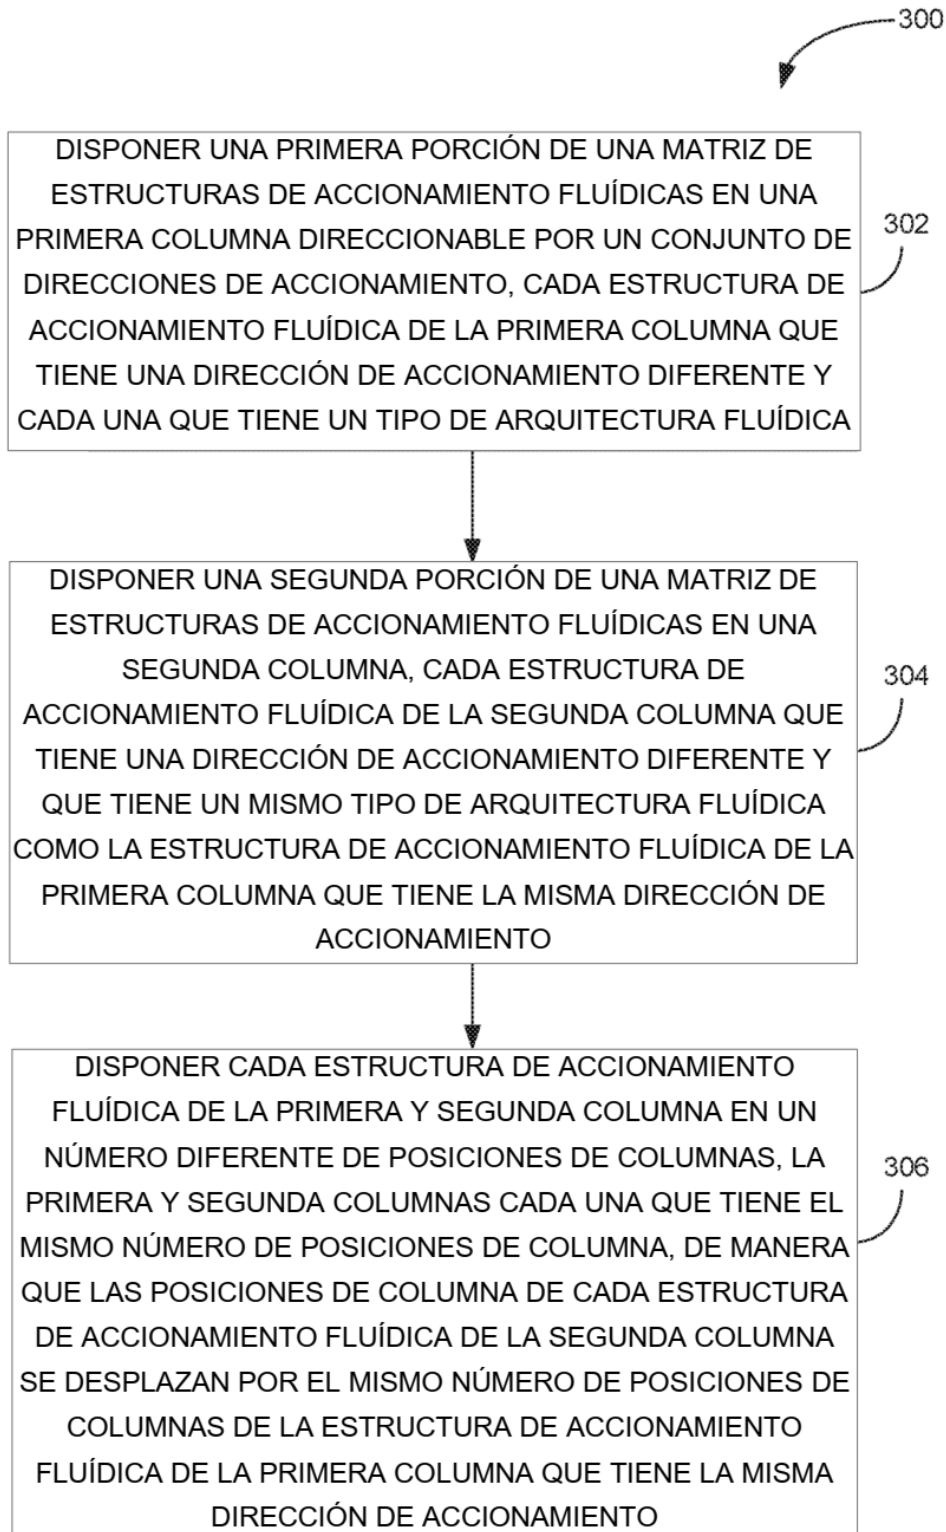 300
DISPONER UNA PRIMERA PORCIÓN DE UNA MATRIZ DE
ESTRUCTURAS DE ACCIONAMIENTO FLUÍDICAS EN UNA
PRIMERA COLUMNA DIRECCIONABLE POR UN CONJUNTO DE
DIRECCIONES DE ACCIONAMIENTO, CADA ESTRUCTURA DE
ACCIONAMIENTO FLUÍDICA DE LA PRIMERA COLUMNA QUE
TIENE UNA DIRECCIÓN DE ACCIONAMIENTO DIFERENTE Y
CADA UNA QUE TIENE UN TIPO DE ARQUITECTURA FLUÍDICA
302
DISPONER UNA SEGUNDA PORCIÓN DE UNA MATRIZ DE
ESTRUCTURAS DE ACCIONAMIENTO FLUÍDICAS EN UNA
SEGUNDA COLUMNA, CADA ESTRUCTURA DE
ACCIONAMIENTO FLUÍDICA DE LA SEGUNDA COLUMNA QUE
TIENE UNA DIRECCIÓN DE ACCIONAMIENTO DIFERENTE Y
QUE TIENE UN MISMO TIPO DE ARQUITECTURA FLUÍDICA
COMO LA ESTRUCTURA DE ACCIONAMIENTO FLUÍDICA DE LA
PRIMERA COLUMNA QUE TIENE LA MISMA DIRECCIÓN DE
ACCIONAMIENTO
304
DISPONER CADA ESTRUCTURA DE ACCIONAMIENTO
FLUÍDICA DE LA PRIMERA Y SEGUNDA COLUMNA EN UN
NÚMERO DIFERENTE DE POSICIONES DE COLUMNAS, LA
PRIMERA Y SEGUNDA COLUMNAS CADA UNA QUE TIENE EL
MISMO NÚMERO DE POSICIONES DE COLUMNA, DE MANERA
QUE LAS POSICIONES DE COLUMNA DE CADA ESTRUCTURA
DE ACCIONAMIENTO FLUÍDICA DE LA SEGUNDA COLUMNA
SE DESPLAZAN POR EL MISMO NÚMERO DE POSICIONES DE
COLUMNAS DE LA ESTRUCTURA DE ACCIONAMIENTO
FLUÍDICA DE LA PRIMERA COLUMNA QUE TIENE LA MISMA
DIRECCIÓN DE ACCIONAMIENTO
306